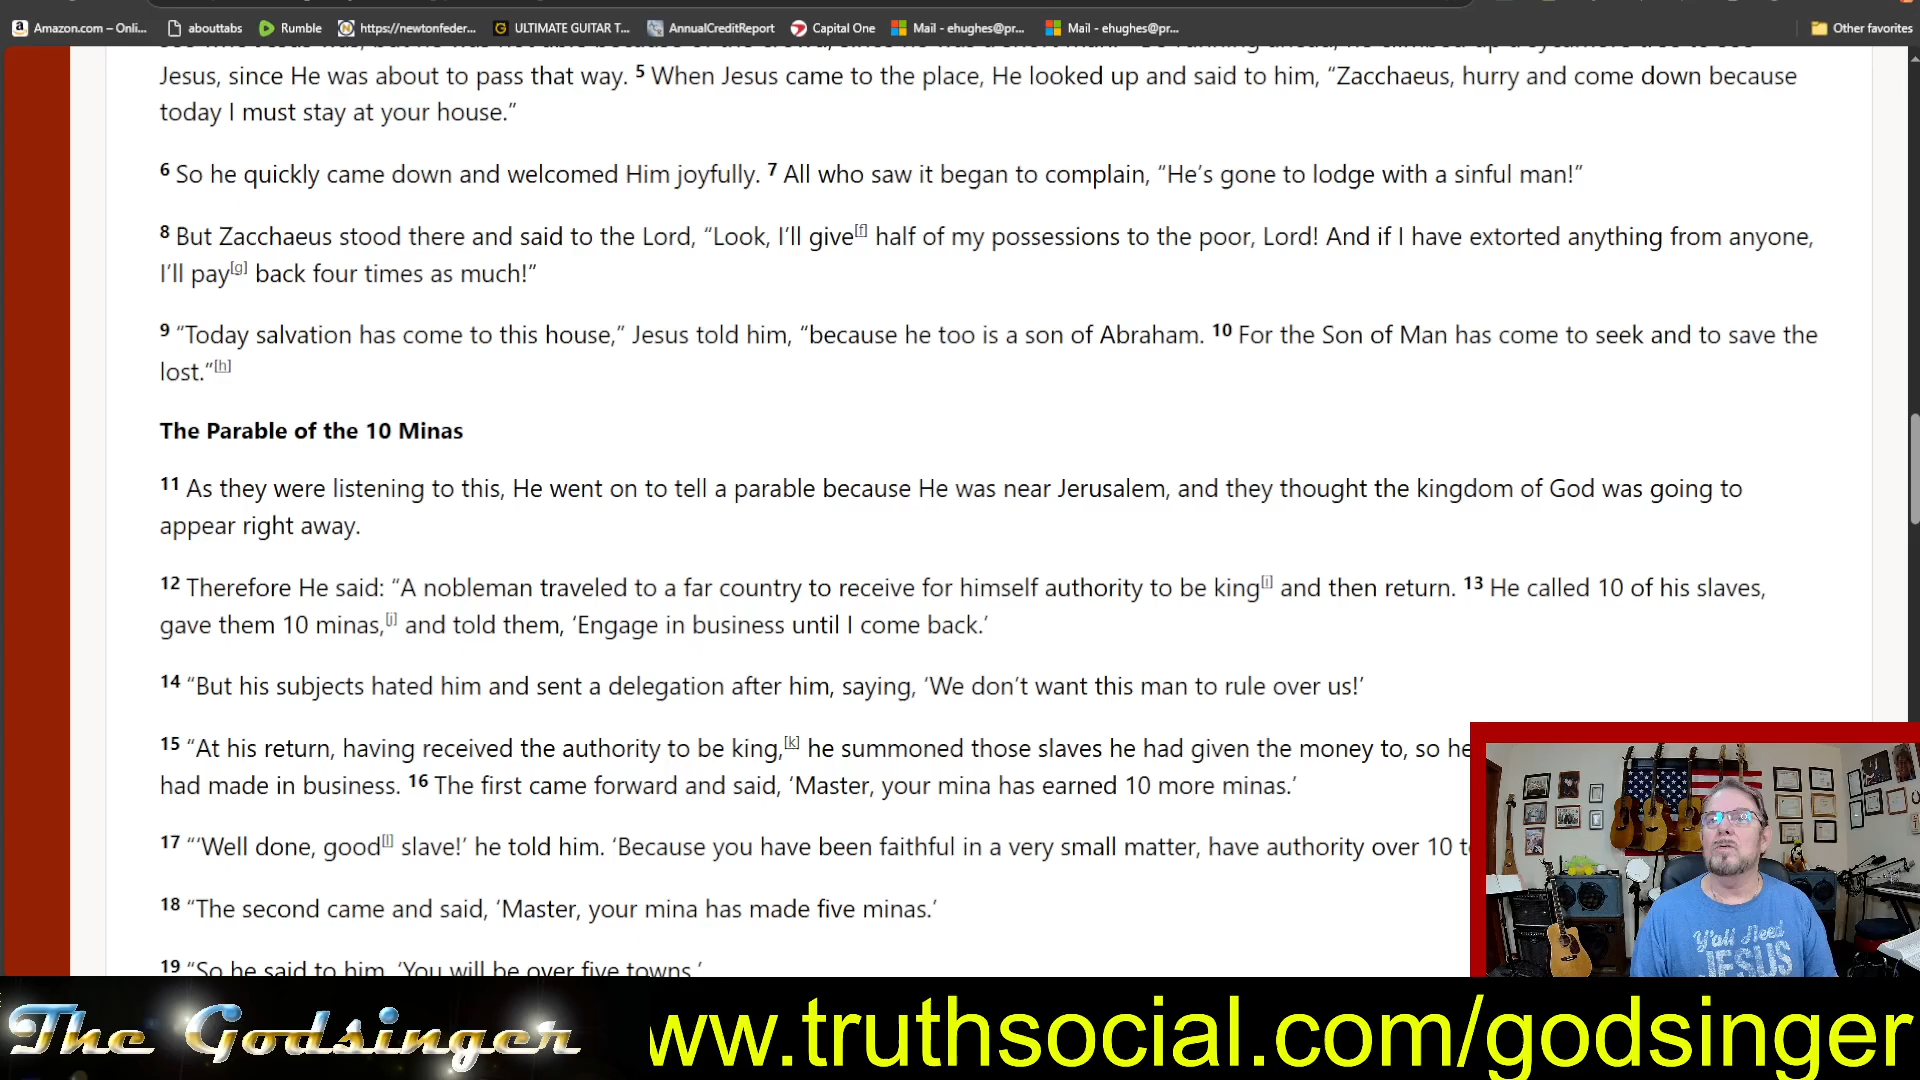 Amazon.com – Onli... abouttabs Rumble https://newtonfeder... ULTIMATE GUITAR T... AnnualCreditReport Capital One Mail - ehughes@pr... Mail - ehughes@pr... Other favorites
Jesus, since He was about to pass that way. 5 When Jesus came to the place, He looked up and said to him, “Zacchaeus, hurry and come down because
today I must stay at your house.”
6 So he quickly came down and welcomed Him joyfully. 7 All who saw it began to complain, “He’s gone to lodge with a sinful man!”
8 But Zacchaeus stood there and said to the Lord, “Look, I’ll give[f] half of my possessions to the poor, Lord! And if I have extorted anything from anyone,
I’ll pay[g] back four times as much!”
9 “Today salvation has come to this house,” Jesus told him, “because he too is a son of Abraham. 10 For the Son of Man has come to seek and to save the
lost.”[h]
The Parable of the 10 Minas
11 As they were listening to this, He went on to tell a parable because He was near Jerusalem, and they thought the kingdom of God was going to
appear right away.
12 Therefore He said: “A nobleman traveled to a far country to receive for himself authority to be king[i] and then return. 13 He called 10 of his slaves,
gave them 10 minas,[j] and told them, ‘Engage in business until I come back.’
14 “But his subjects hated him and sent a delegation after him, saying, ‘We don’t want this man to rule over us!’
15 “At his return, having received the authority to be king,[k] he summoned those slaves he had given the money to, so he
had made in business. 16 The first came forward and said, ‘Master, your mina has earned 10 more minas.’
17 “‘Well done, good[l] slave!’ he told him. ‘Because you have been faithful in a very small matter, have authority over 10 t
18 “The second came and said, ‘Master, your mina has made five minas.’
19 “So he said to him, ‘You will be over five towns.’
Y'all Need
JESUS
The Godsinger
ww.truthsocial.com/godsinger